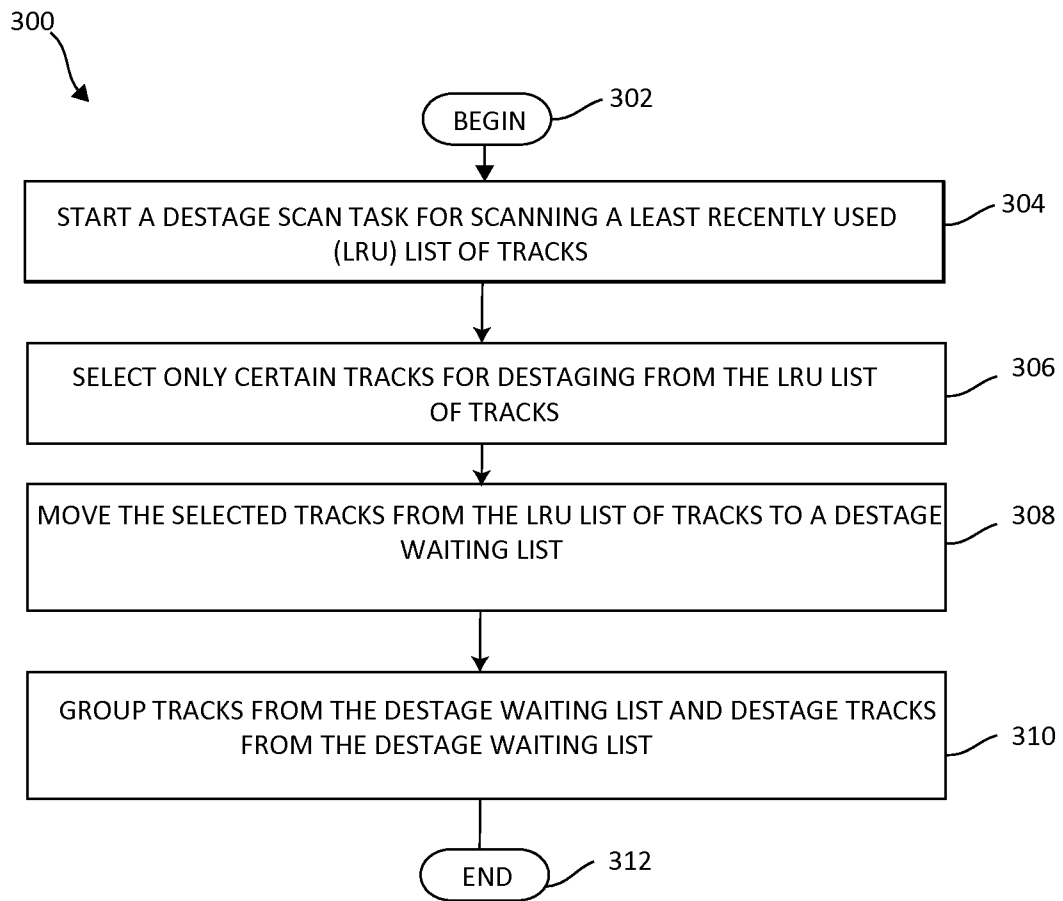 300
BEGIN
302
START A DESTAGE SCAN TASK FOR SCANNING A LEAST RECENTLY USED
(LRU) LIST OF TRACKS
304
SELECT ONLY CERTAIN TRACKS FOR DESTAGING FROM THE LRU LIST
OF TRACKS
306
MOVE THE SELECTED TRACKS FROM THE LRU LIST OF TRACKS TO A DESTAGE
WAITING LIST
308
GROUP TRACKS FROM THE DESTAGE WAITING LIST AND DESTAGE TRACKS
FROM THE DESTAGE WAITING LIST
310
END
312